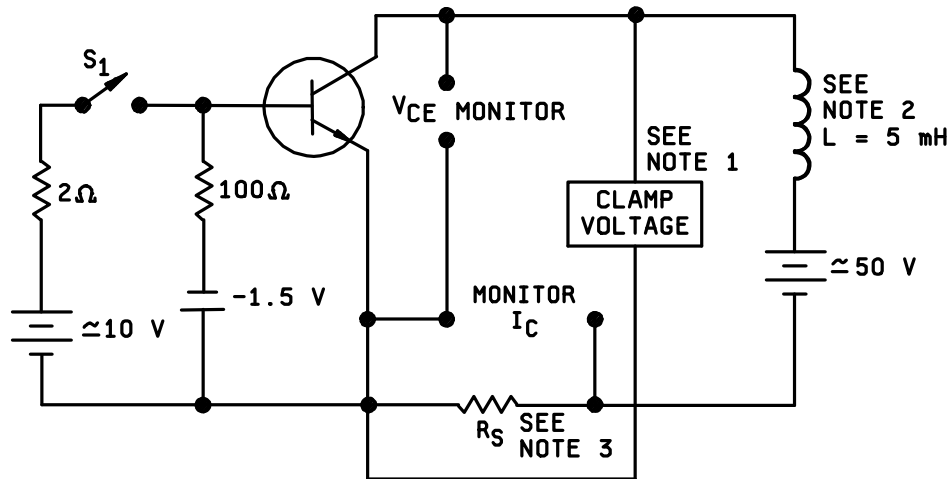 S1
VCE MONITOR
SEE
NOTE 2
L = 5 mH
SEE
NOTE 1
2Ω
100Ω
CLAMP
VOLTAGE
≃50 V
-1.5 V
MONITOR
IC
≃10 V
RS
SEE
NOTE 3